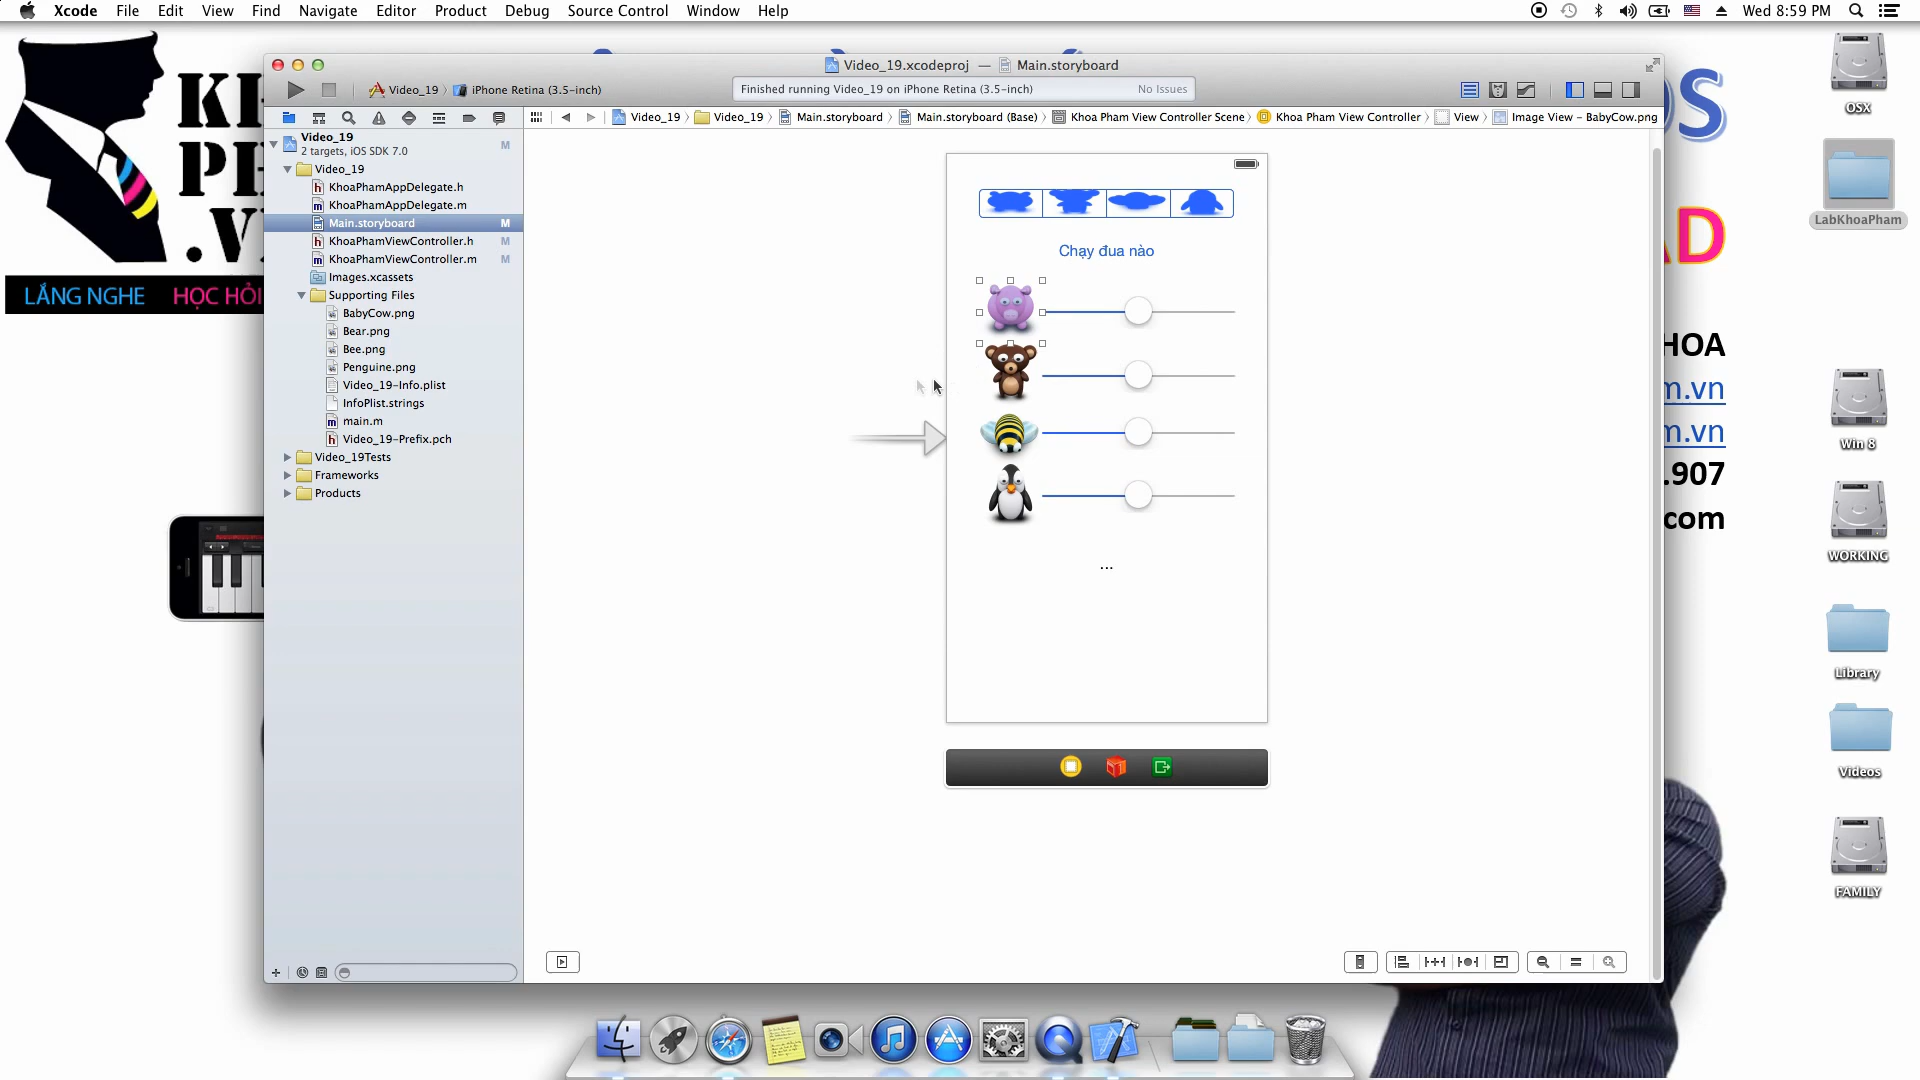 Xcode File Edit View Find Navigate Editor Product Debug Source Control Window Help
Wed 8:59 PM
Video_19.xcodeproj — Main.storyboard
Video_19 iPhone Retina (3.5-inch)
Finished running Video_19 on iPhone Retina (3.5-inch) No Issues
Video_19 Video_19 Main.storyboard Main.storyboard (Base) Khoa Pham View Controller Scene Khoa Pham View Controller View Image View - BabyCow.png
Video_19 M
2 targets, iOS SDK 7.0
Video_19
KhoaPhamAppDelegate.h
KhoaPhamAppDelegate.m
Main.storyboard M
KhoaPhamViewController.h M
KhoaPhamViewController.m M
Images.xcassets
Supporting Files
BabyCow.png
Bear.png
Bee.png
Penguine.png
Video_19-Info.plist
InfoPlist.strings
main.m
Video_19-Prefix.pch
Video_19Tests
Frameworks
Products
Chạy đua nào
...
LẮNG NGHE HỌC HỎI
KH
PH
.V
OS
AD
HOA
m.vn
m.vn
.907
com
OSX
LabKhoaPham
Win 8
WORKING
Library
Videos
FAMILY